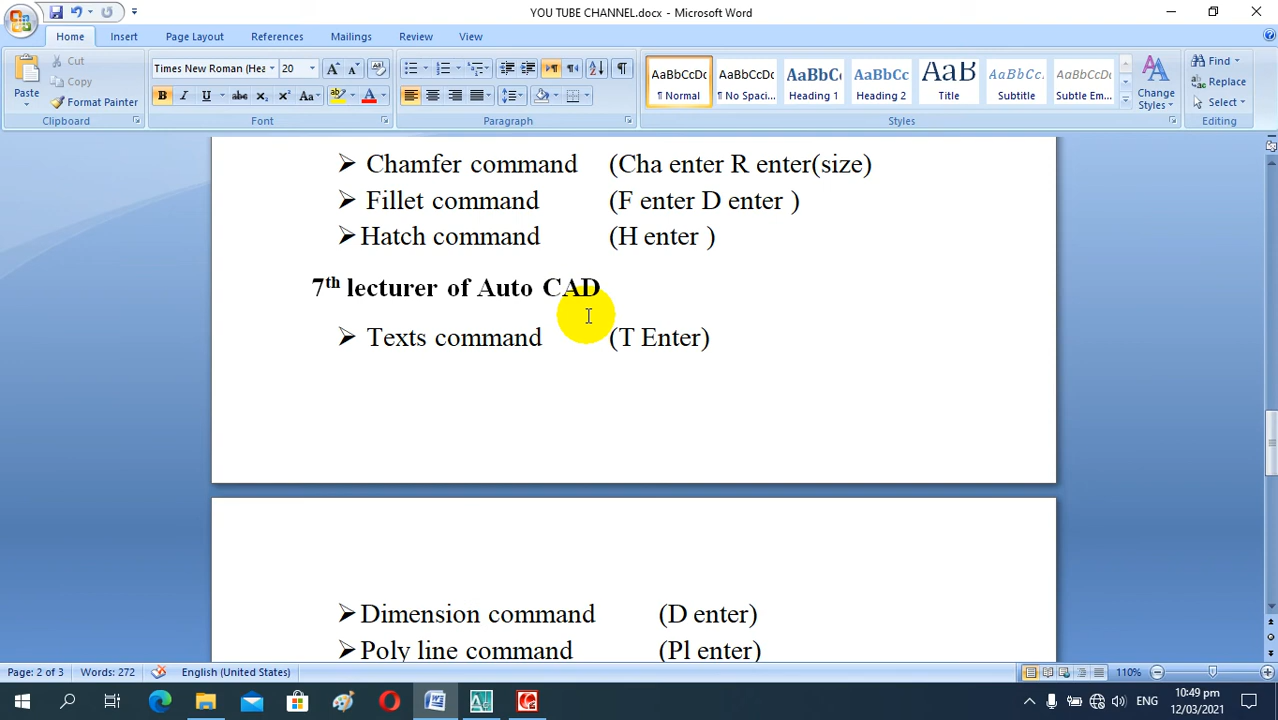 YOU TUBE CHANNEL.docx - Microsoft Word
Home Insert Page Layout References Mailings Review View
Paste Cut Copy Format Painter
Times New Roman (Hea 20
B I U abc X₂ X² Aa A
AaBbCcDc AaBbCcDc AaBbC AaBbCc AaB AaBbCc AaBbCcDc
¶ Normal ¶ No Spaci... Heading 1 Heading 2 Title Subtitle Subtle Em...
Change Styles
Find Replace Select
Clipboard Font Paragraph Styles Editing
➢ Chamfer command (Cha enter R enter(size)
➢ Fillet command (F enter D enter )
➢ Hatch command (H enter )
7th lecturer of Auto CAD
➢ Texts command (T Enter)
➢ Dimension command (D enter)
➢ Poly line command (Pl enter)
Page: 2 of 3 Words: 272 English (United States) 110%
ENG 10:49 pm
12/03/2021